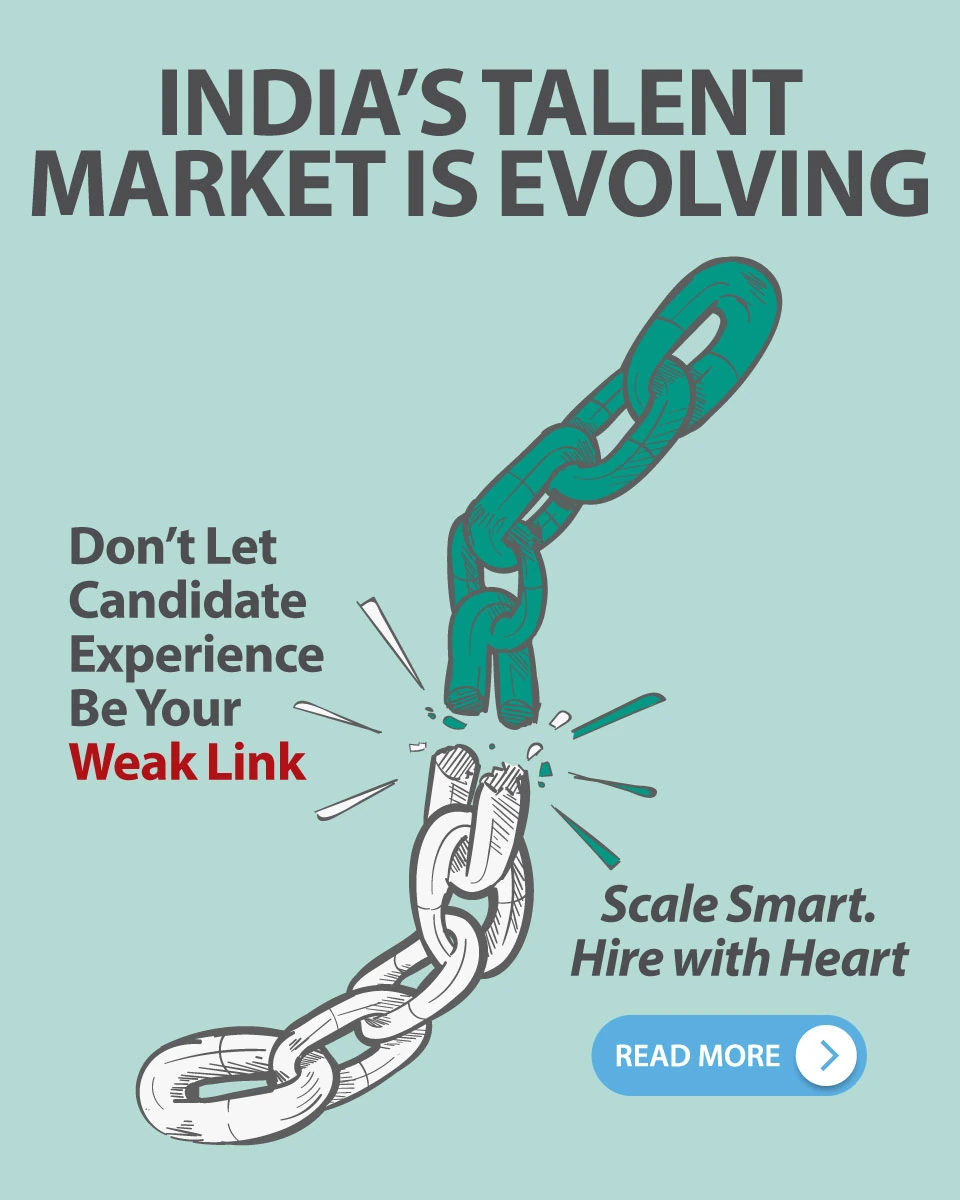 INDIA’S TALENT
MARKET IS EVOLVING
Don’t Let
Candidate
Experience
Be Your
Weak Link
Scale Smart.
Hire with Heart
READ MORE